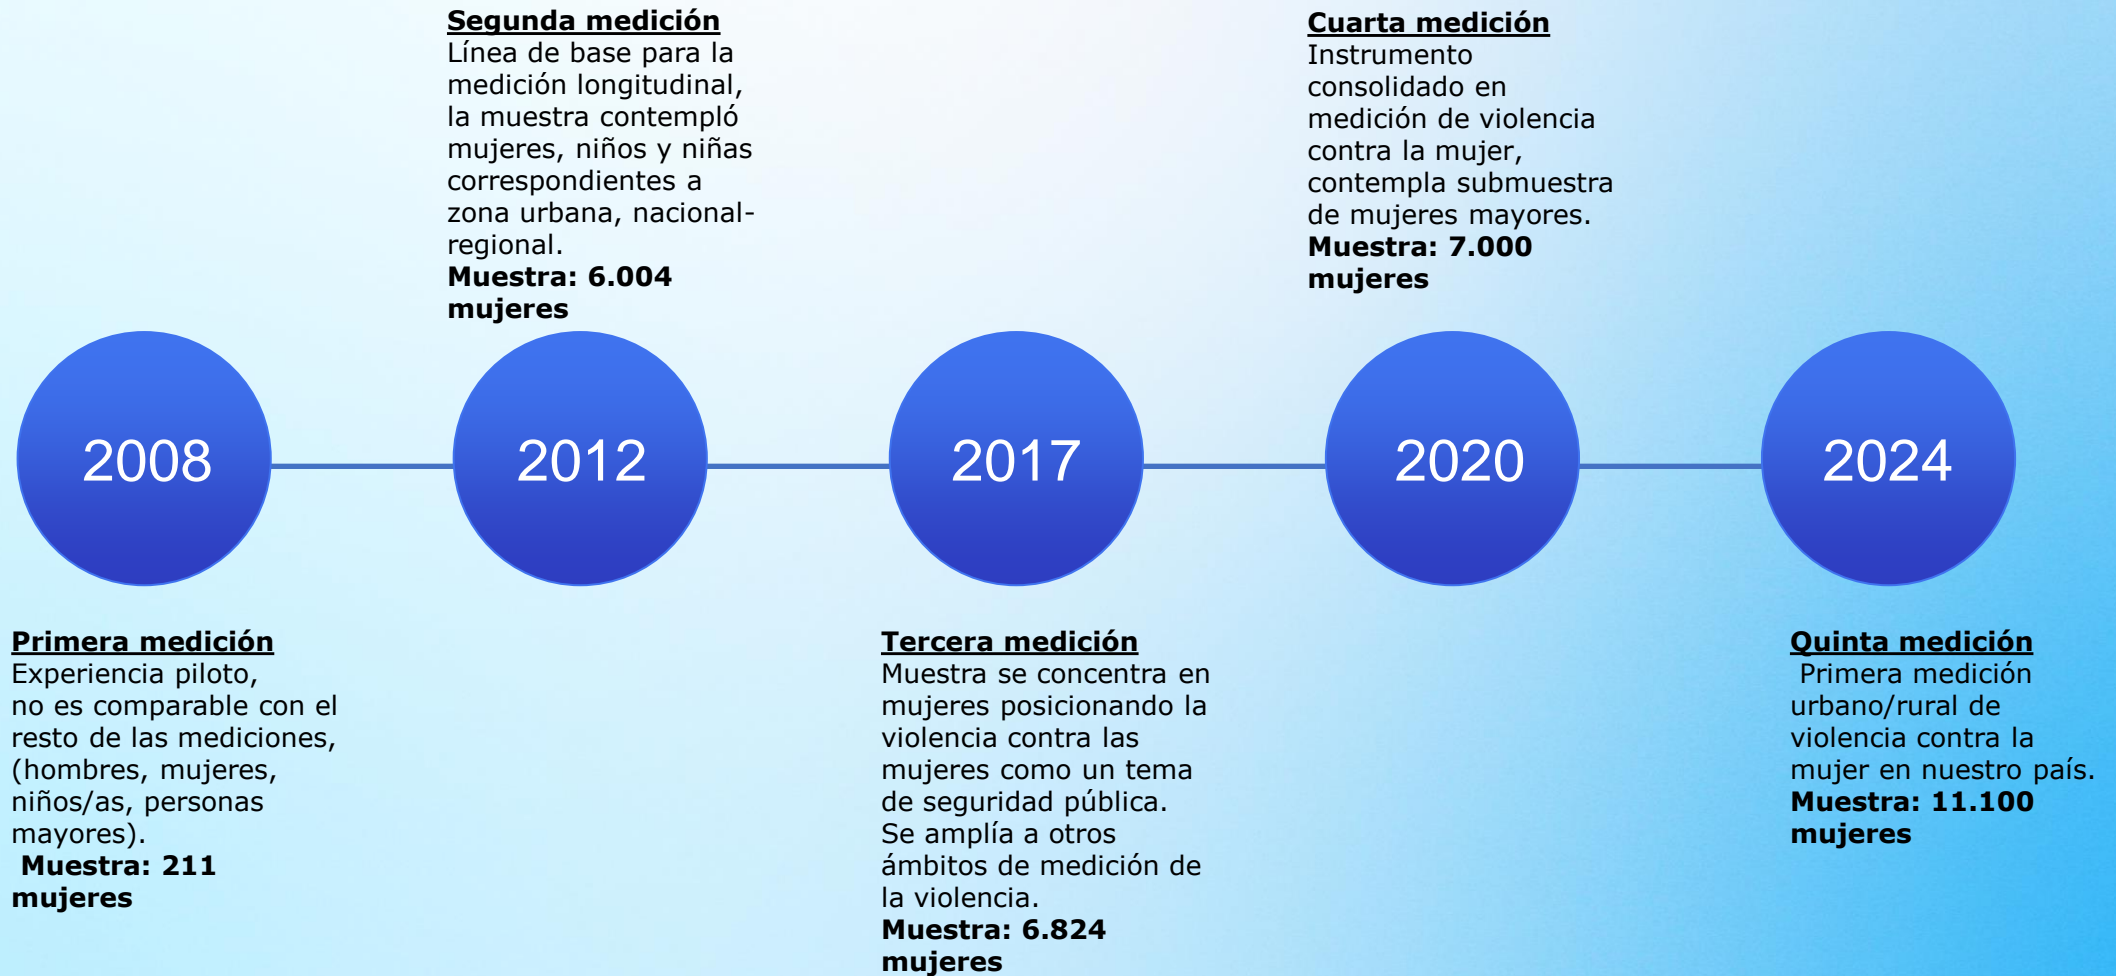 Segunda medición
Línea de base para la
medición longitudinal,
la muestra contempló
mujeres, niños y niñas
correspondientes a
zona urbana, nacional-
regional.
Muestra: 6.004
mujeres
Cuarta medición
Instrumento
consolidado en
medición de violencia
contra la mujer,
contempla submuestra
de mujeres mayores.
Muestra: 7.000
mujeres
2008
2012
2017
2020
2024
Primera medición
Experiencia piloto,
no es comparable con el
resto de las mediciones,
(hombres, mujeres,
niños/as, personas
mayores).
Muestra: 211
mujeres
Tercera medición
Muestra se concentra en
mujeres posicionando la
violencia contra las
mujeres como un tema
de seguridad pública.
Se amplía a otros
ámbitos de medición de
la violencia.
Muestra: 6.824
mujeres
Quinta medición
Primera medición
urbano/rural de
violencia contra la
mujer en nuestro país.
Muestra: 11.100
mujeres